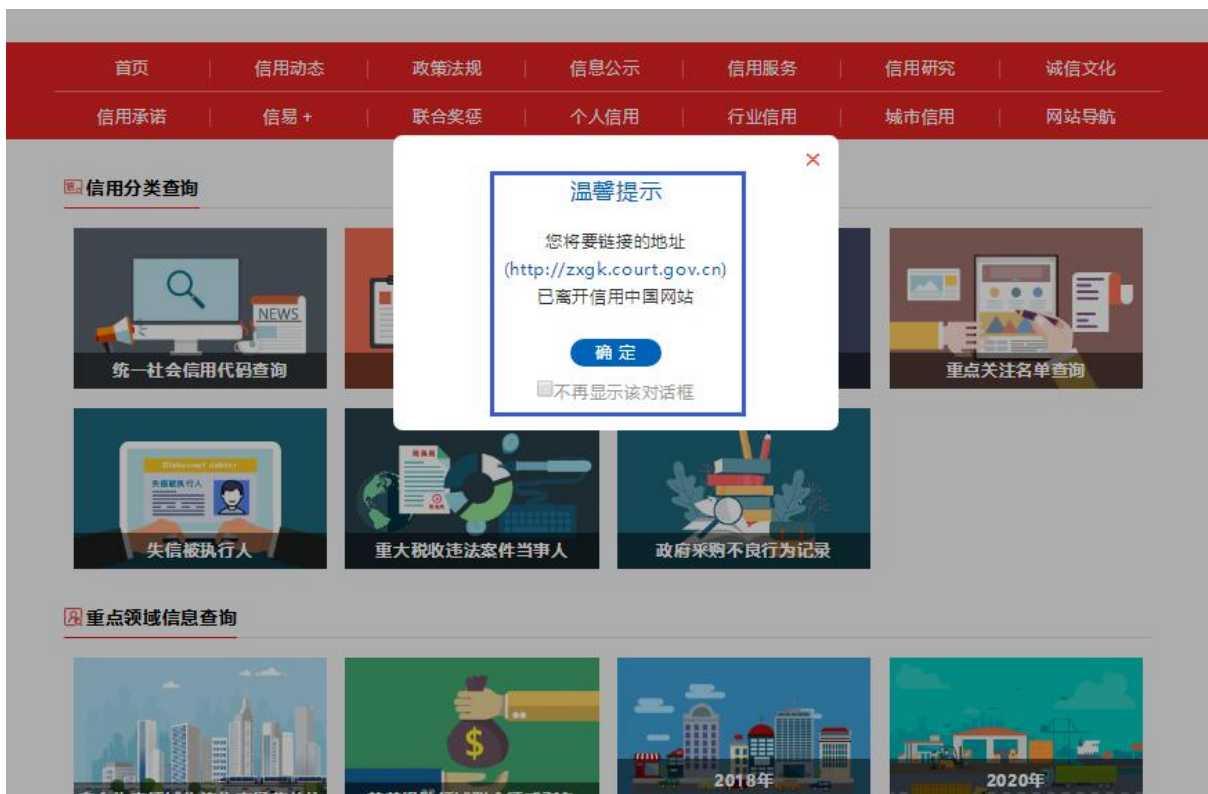 首页 信用动态 政策法规 信息公示 信用服务 信用研究 诚信文化
信用承诺 信易+ 联合奖惩 个人信用 行业信用 城市信用 网站导航
信用分类查询
温馨提示
您将要链接的地址
(http://zxgk.court.gov.cn)
已离开信用中国网站
确定
不再显示该对话框
NEWS
统一社会信用代码查询
重点关注名单查询
Dishonest debtor
失信被执行人
失信被执行人
重大税收违法案件当事人
政府采购不良行为记录
重点领域信息查询
$
2018年
2020年